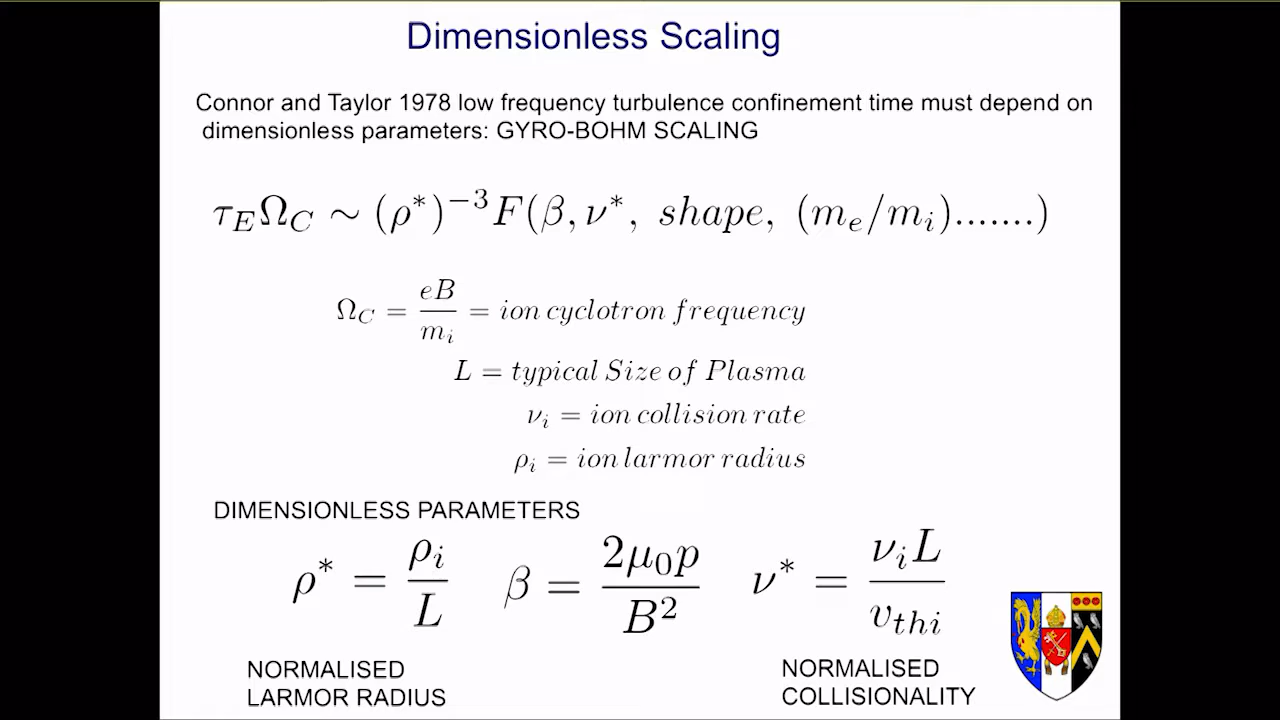 Dimensionless Scaling
Connor and Taylor 1978 low frequency turbulence confinement time must depend on
dimensionless parameters: GYRO-BOHM SCALING
τ_EΩ_C ∼ (ρ*)^{−3}F(β, ν*, shape, (m_e/m_i).......)
Ω_C = eB/m_i = ion cyclotron frequency
L = typical Size of Plasma
ν_i = ion collision rate
ρ_i = ion larmor radius
DIMENSIONLESS PARAMETERS
ρ* = ρ_i/L β = 2μ_0p/B^2 ν* = ν_iL/v_{thi}
NORMALISED
LARMOR RADIUS
NORMALISED
COLLISIONALITY